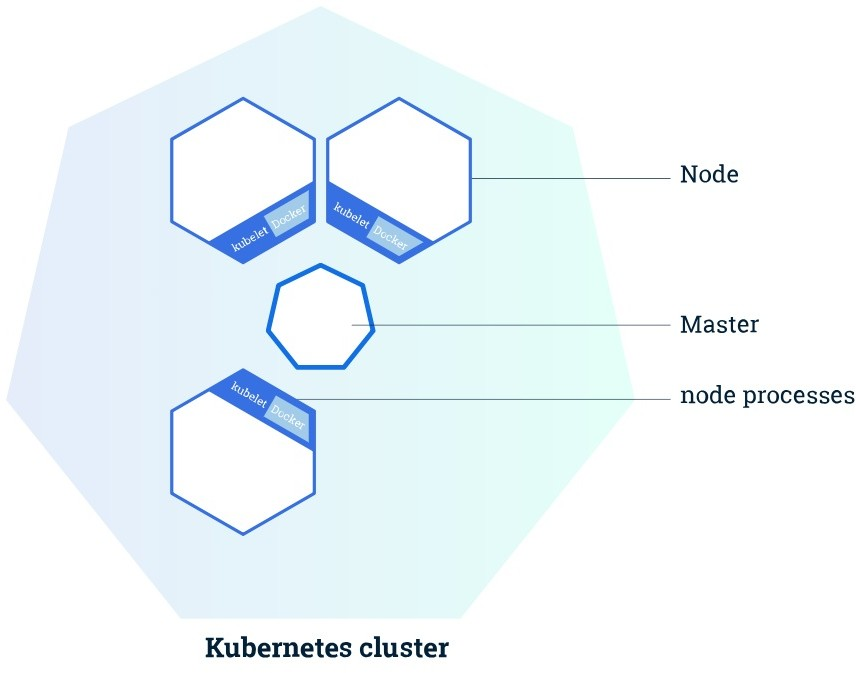 kubelet Docker
kubelet Docker
Node
Master
kubelet Docker
node processes
Kubernetes cluster